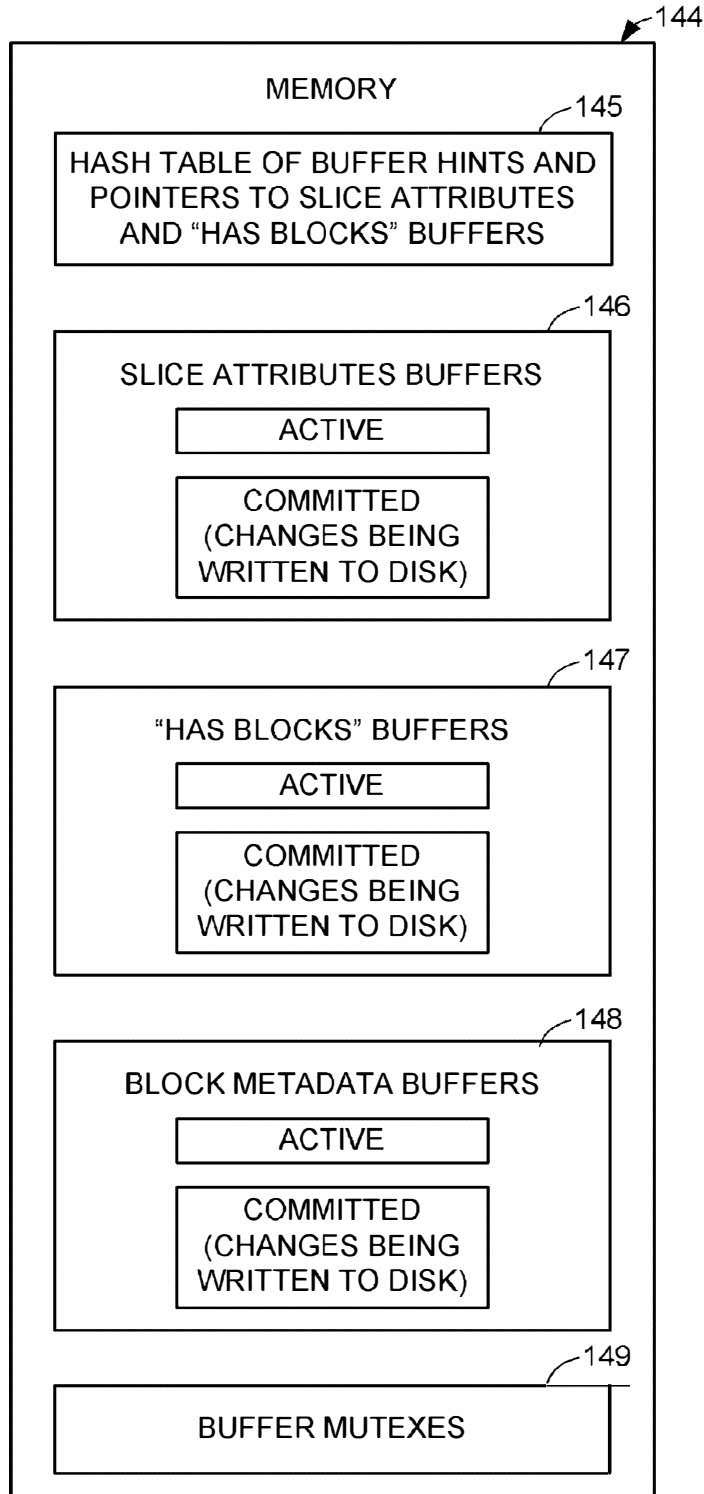 144
MEMORY
145
HASH TABLE OF BUFFER HINTS AND
POINTERS TO SLICE ATTRIBUTES
AND “HAS BLOCKS” BUFFERS
146
SLICE ATTRIBUTES BUFFERS
ACTIVE
COMMITTED
(CHANGES BEING
WRITTEN TO DISK)
147
“HAS BLOCKS” BUFFERS
ACTIVE
COMMITTED
(CHANGES BEING
WRITTEN TO DISK)
148
BLOCK METADATA BUFFERS
ACTIVE
COMMITTED
(CHANGES BEING
WRITTEN TO DISK)
149
BUFFER MUTEXES